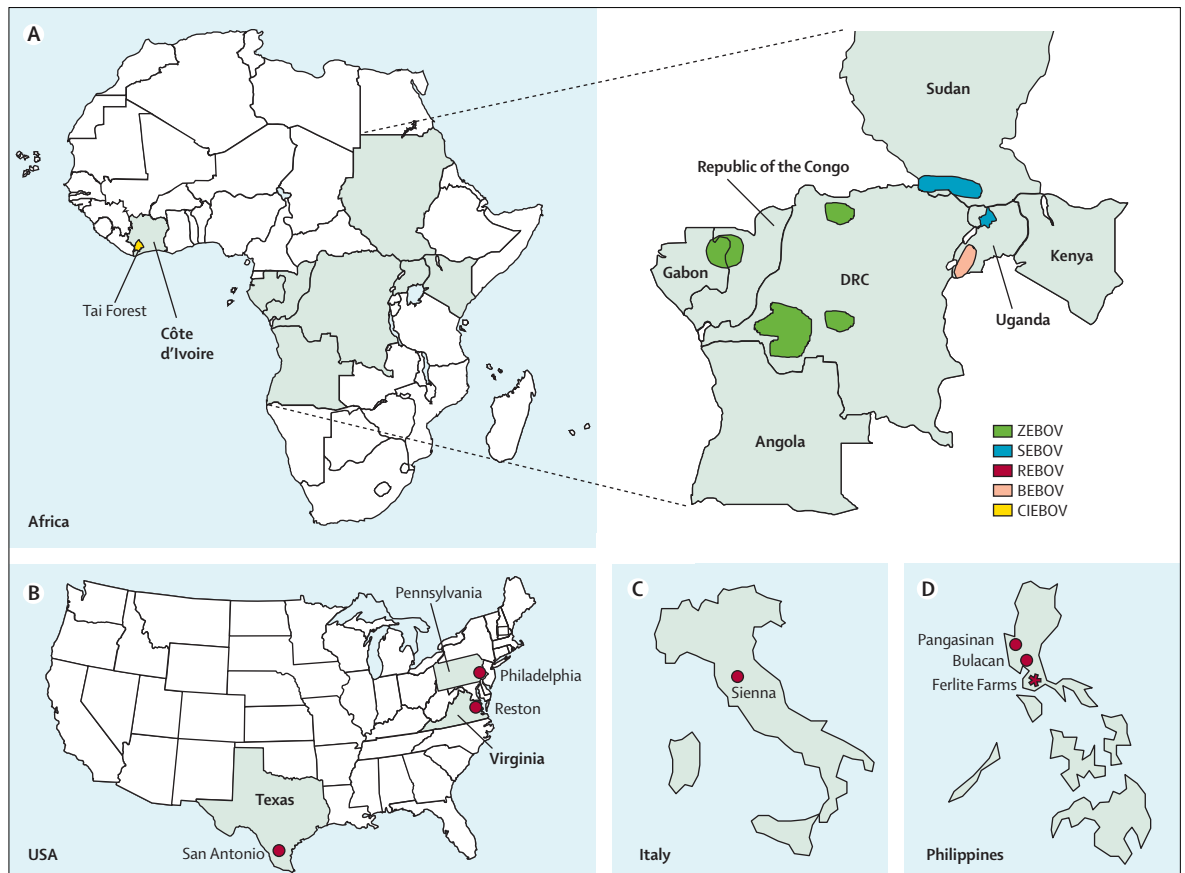 A
Sudan
Republic of the Congo
Gabon
DRC
Kenya
Uganda
Tai Forest
Côte
d'Ivoire
Angola
ZEBOV
SEBOV
REBOV
BEBOV
CIEBOV
Africa
B
Pennsylvania
Philadelphia
Reston
Virginia
Texas
San Antonio
USA
C
Sienna
Italy
D
Pangasinan
Bulacan
Ferlite Farms
Philippines